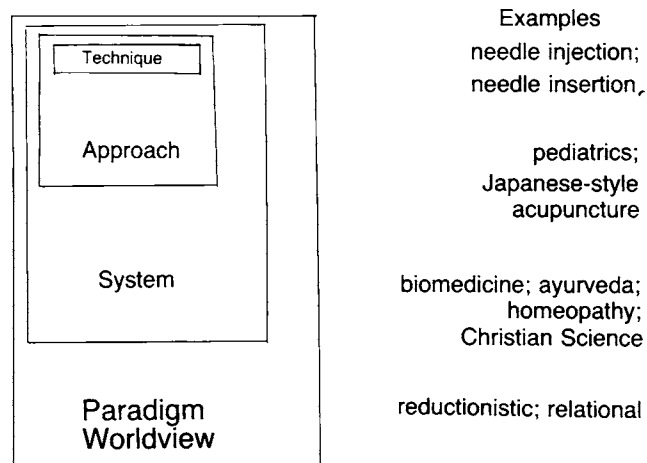 Examples
Technique
needle injection;
needle insertion,
Approach
pediatrics;
Japanese-style
acupuncture
System
biomedicine; ayurveda;
homeopathy;
Christian Science
Paradigm
Worldview
reductionistic; relational